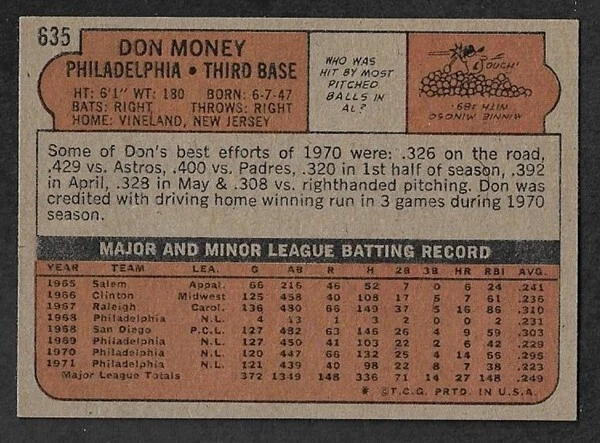 635
DON MONEY
PHILADELPHIA • THIRD BASE
HT: 6'1" WT: 180 BORN: 6-7-47
BATS: RIGHT THROWS: RIGHT
HOME: VINELAND, NEW JERSEY
WHO WAS
HIT BY MOST
PITCHED
BALLS IN
AL?
OUCH!
MINNIE MINOSO
WITH 189.
Some of Don's best efforts of 1970 were: .326 on the road,
.429 vs. Astros, .400 vs. Padres, .320 in 1st half of season, .392
in April, .328 in May & .308 vs. righthanded pitching. Don was
credited with driving home winning run in 3 games during 1970
season.
MAJOR AND MINOR LEAGUE BATTING RECORD
YEAR TEAM LEA. G AB R H 2B 3B HR RBI AVG.
1965 Salem Appal. 66 216 46 52 7 0 6 24 .241
1966 Clinton Midwest 125 458 40 108 17 5 7 61 .236
1967 Raleigh Carol. 136 480 66 149 37 5 16 86 .310
1968 Philadelphia N.L. 4 13 1 3 2 0 0 2 .231
1968 San Diego P.C.L. 127 482 63 146 26 4 9 59 .303
1969 Philadelphia N.L. 127 450 41 103 22 2 6 42 .229
1970 Philadelphia N.L. 120 447 66 132 25 4 14 66 .295
1971 Philadelphia N.L. 121 439 40 98 22 8 7 38 .223
Major League Totals 372 1349 148 336 71 14 27 148 .249
* ©T.C.G. PRTD. IN U.S.A.